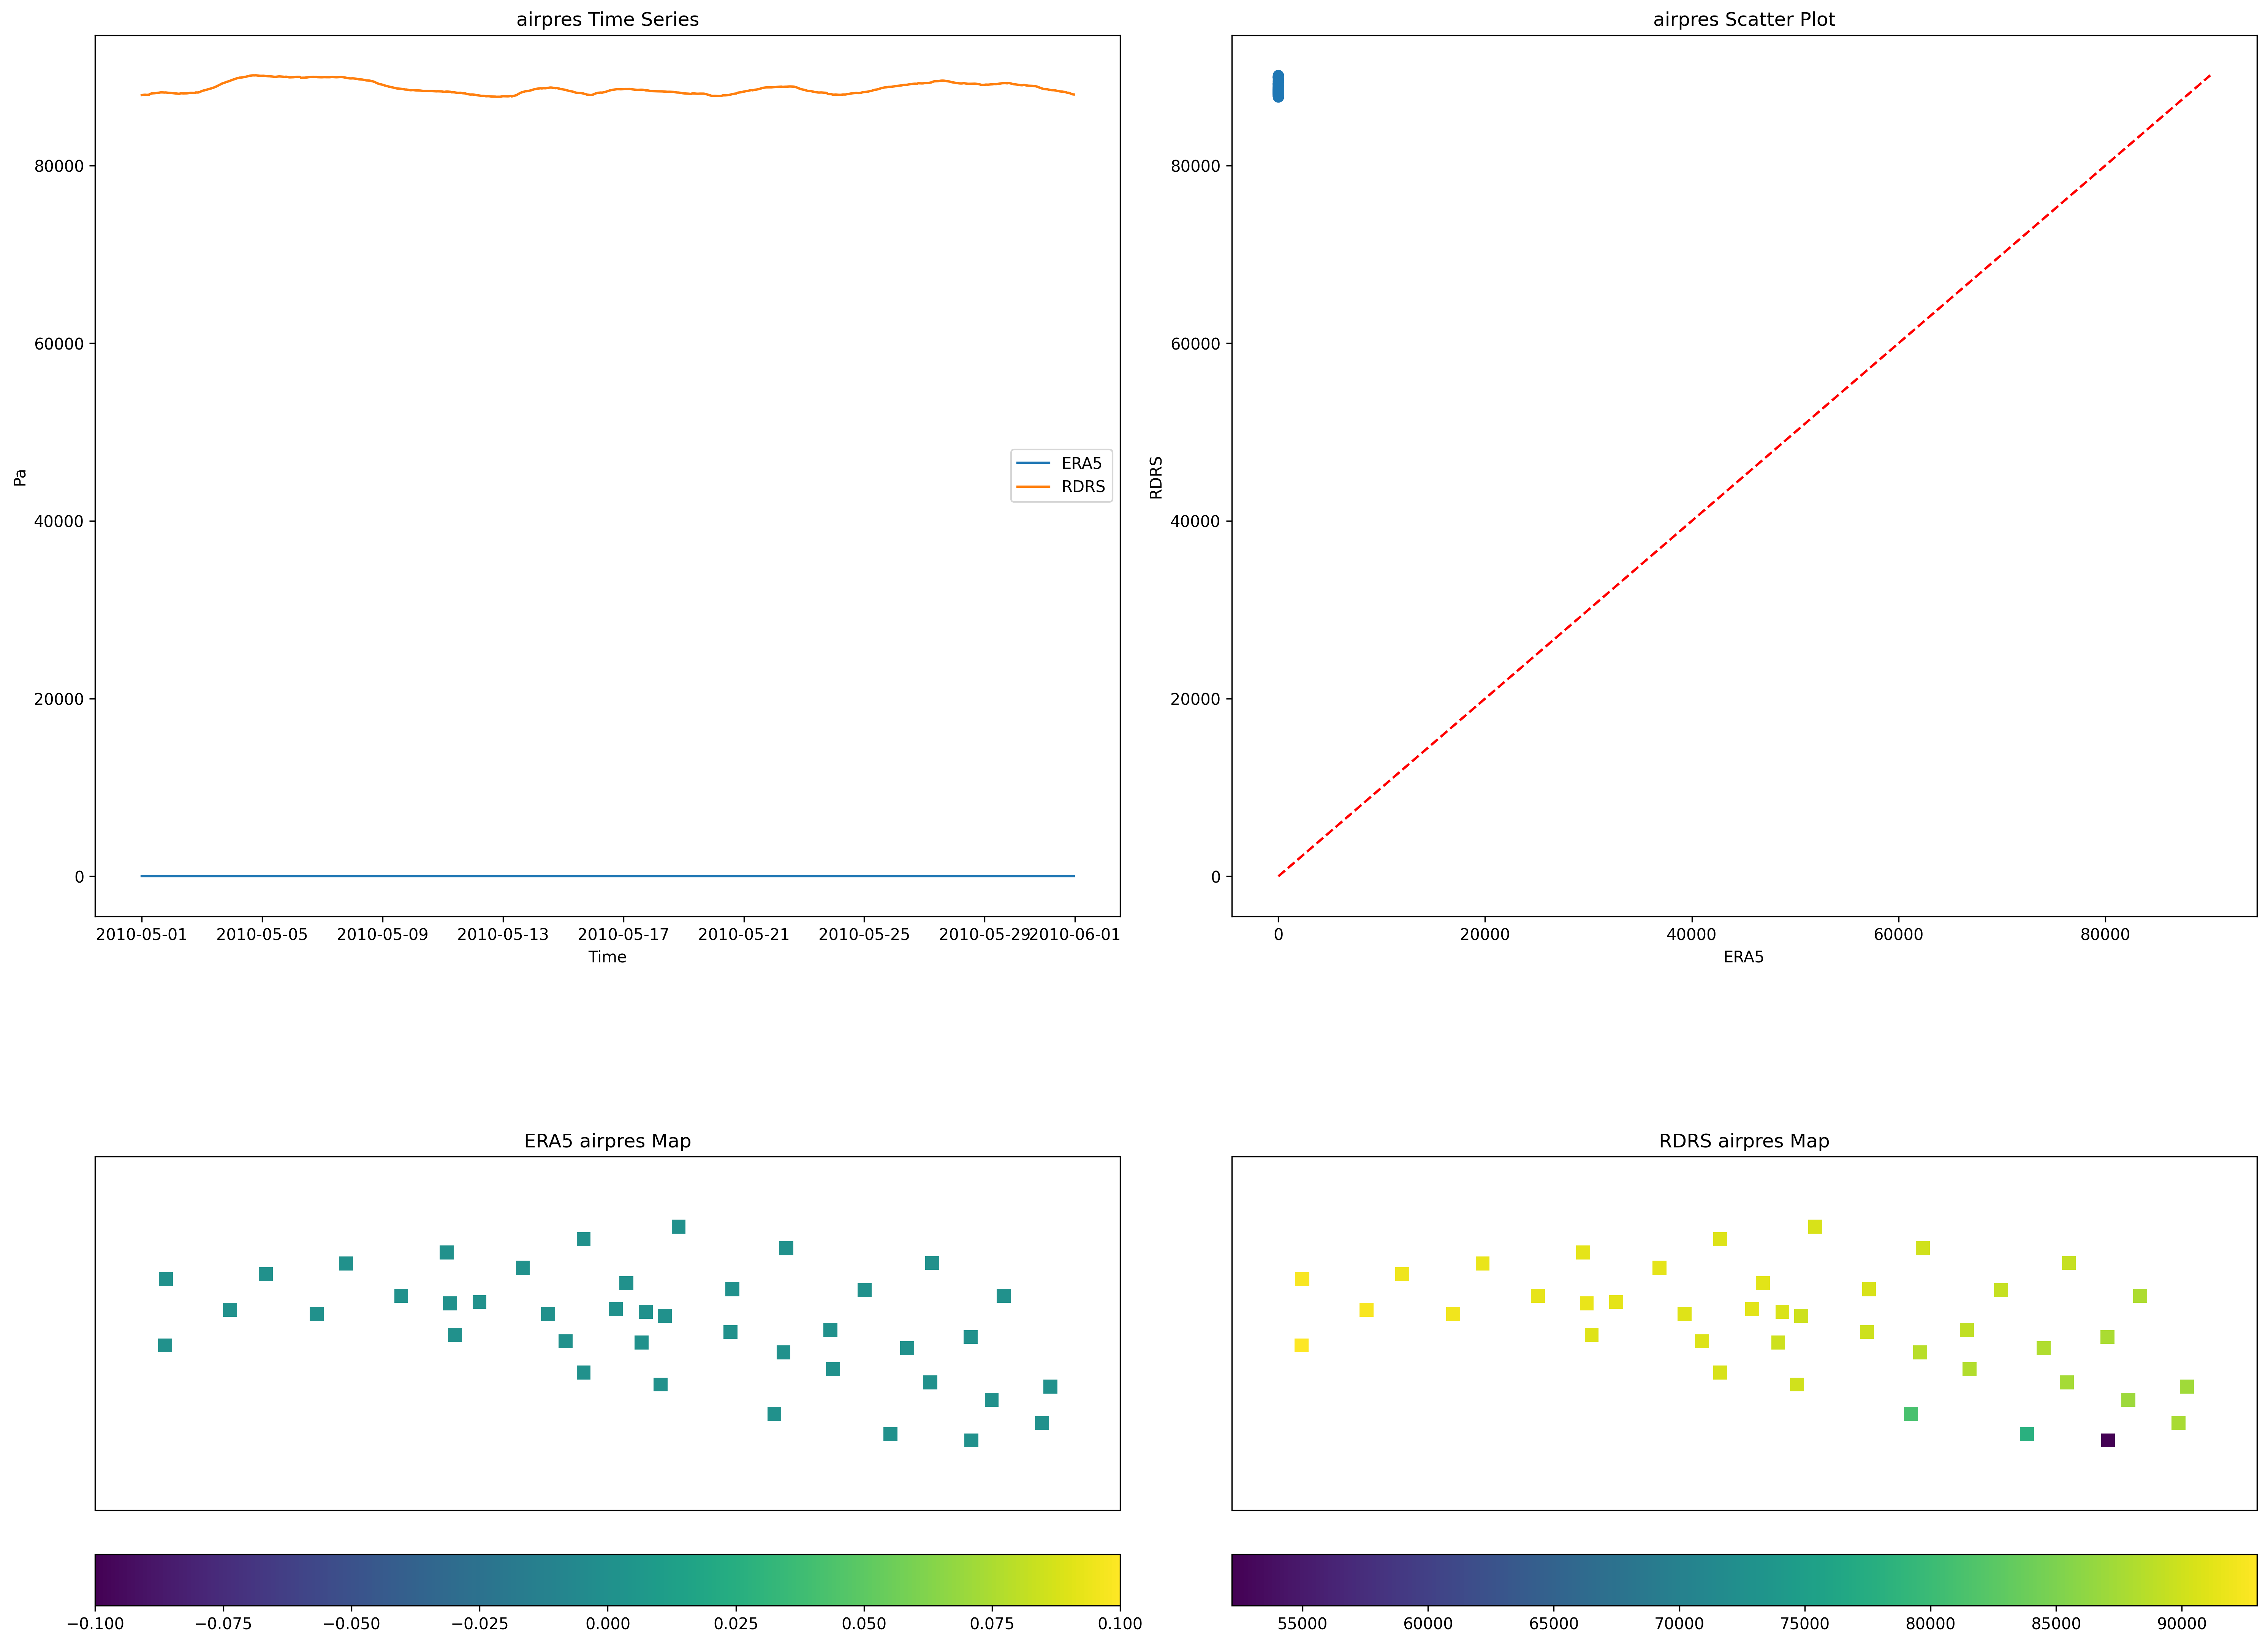 airpres Time Series
airpres Scatter Plot
80000
60000
40000
20000
0
Pa
ERA5
RDRS
2010-05-01 2010-05-05 2010-05-09 2010-05-13 2010-05-17 2010-05-21 2010-05-25 2010-05-29 2010-06-01
Time
80000
60000
40000
20000
0
RDRS
0 20000 40000 60000 80000
ERA5
ERA5 airpres Map
RDRS airpres Map
−0.100 −0.075 −0.050 −0.025 0.000 0.025 0.050 0.075 0.100
55000 60000 65000 70000 75000 80000 85000 90000